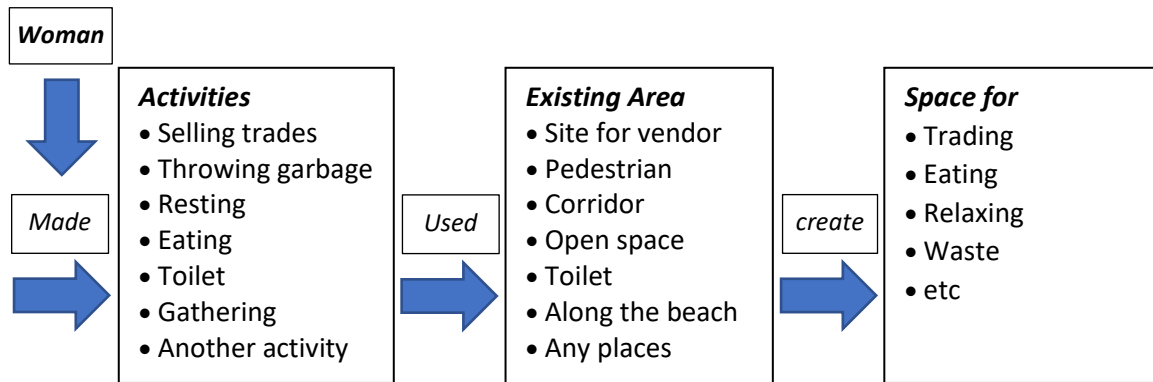 Woman
Made
Activities
• Selling trades
• Throwing garbage
• Resting
• Eating
• Toilet
• Gathering
• Another activity
Used
Existing Area
• Site for vendor
• Pedestrian
• Corridor
• Open space
• Toilet
• Along the beach
• Any places
create
Space for
• Trading
• Eating
• Relaxing
• Waste
• etc